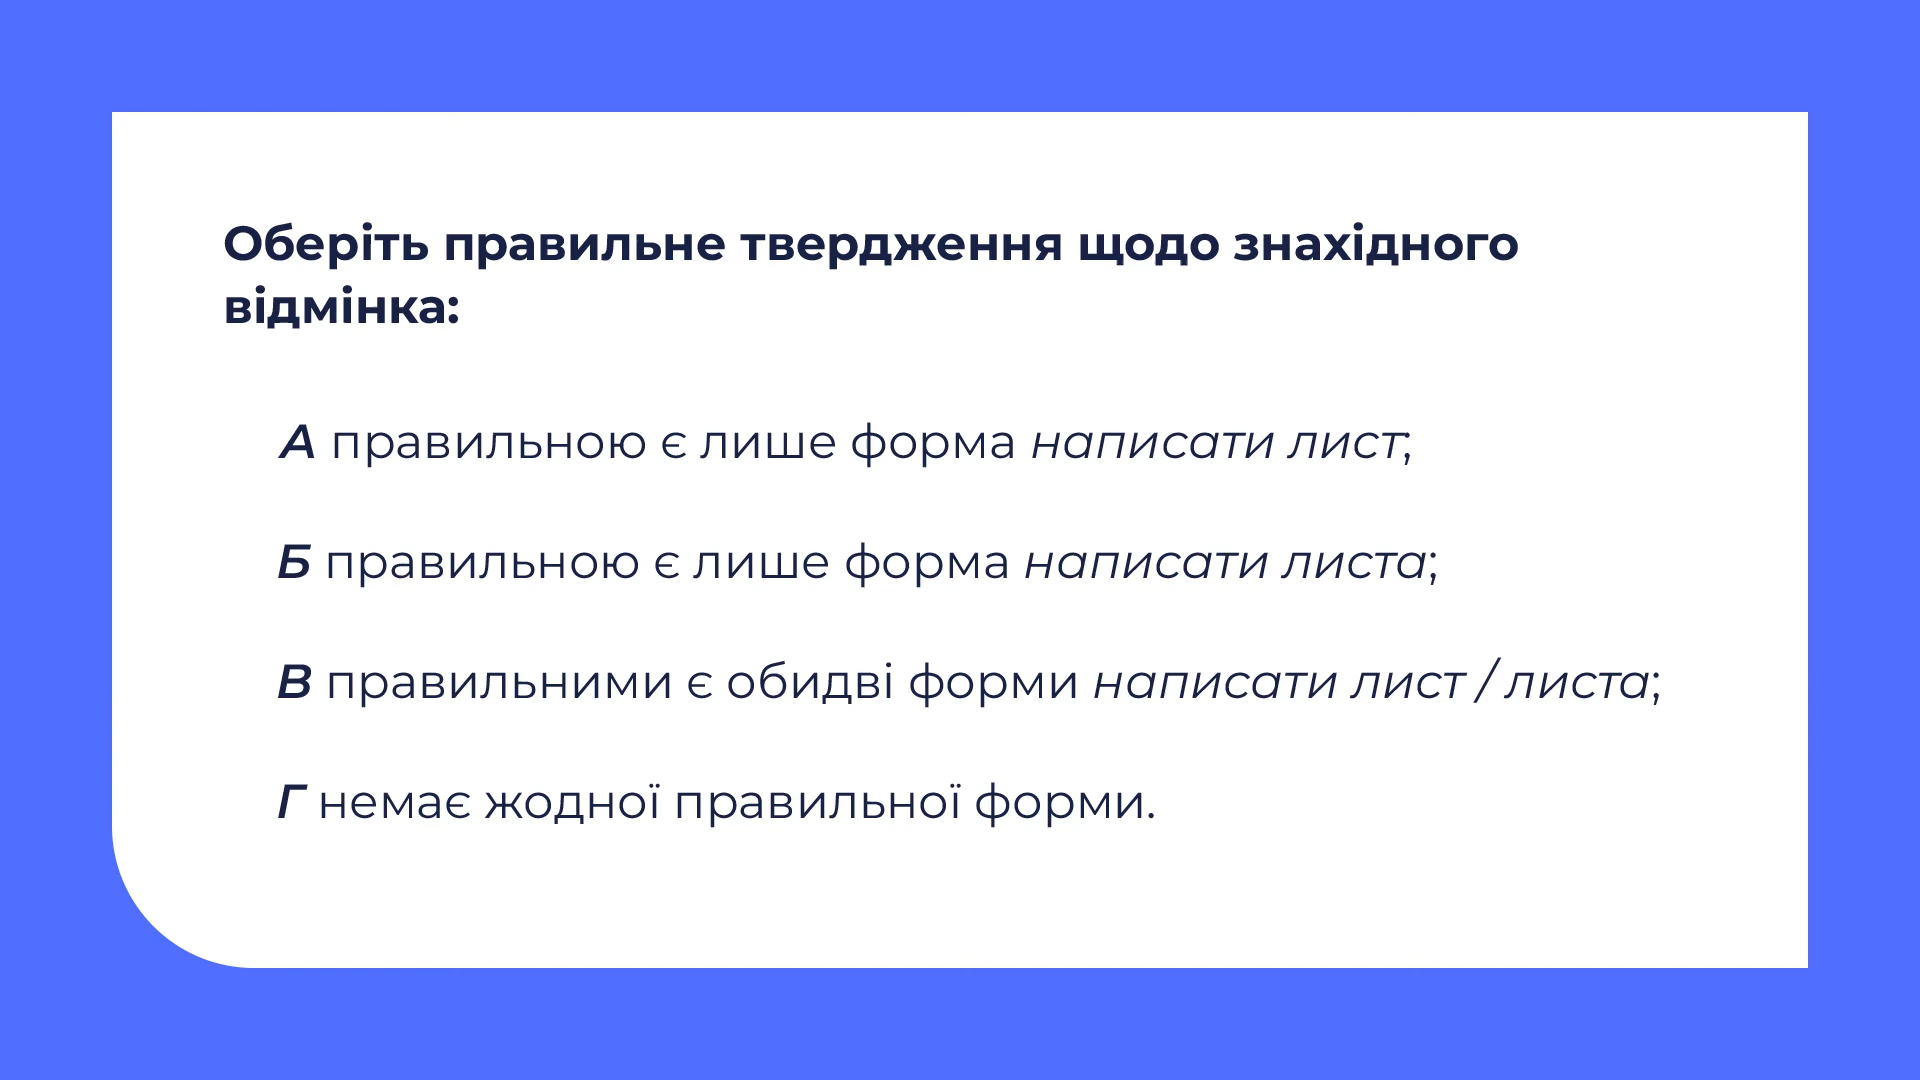 Оберіть правильне твердження щодо знахідного
відмінка:
А правильною є лише форма написати лист;
Б правильною є лише форма написати листа;
В правильними є обидві форми написати лист / листа;
Г немає жодної правильної форми.